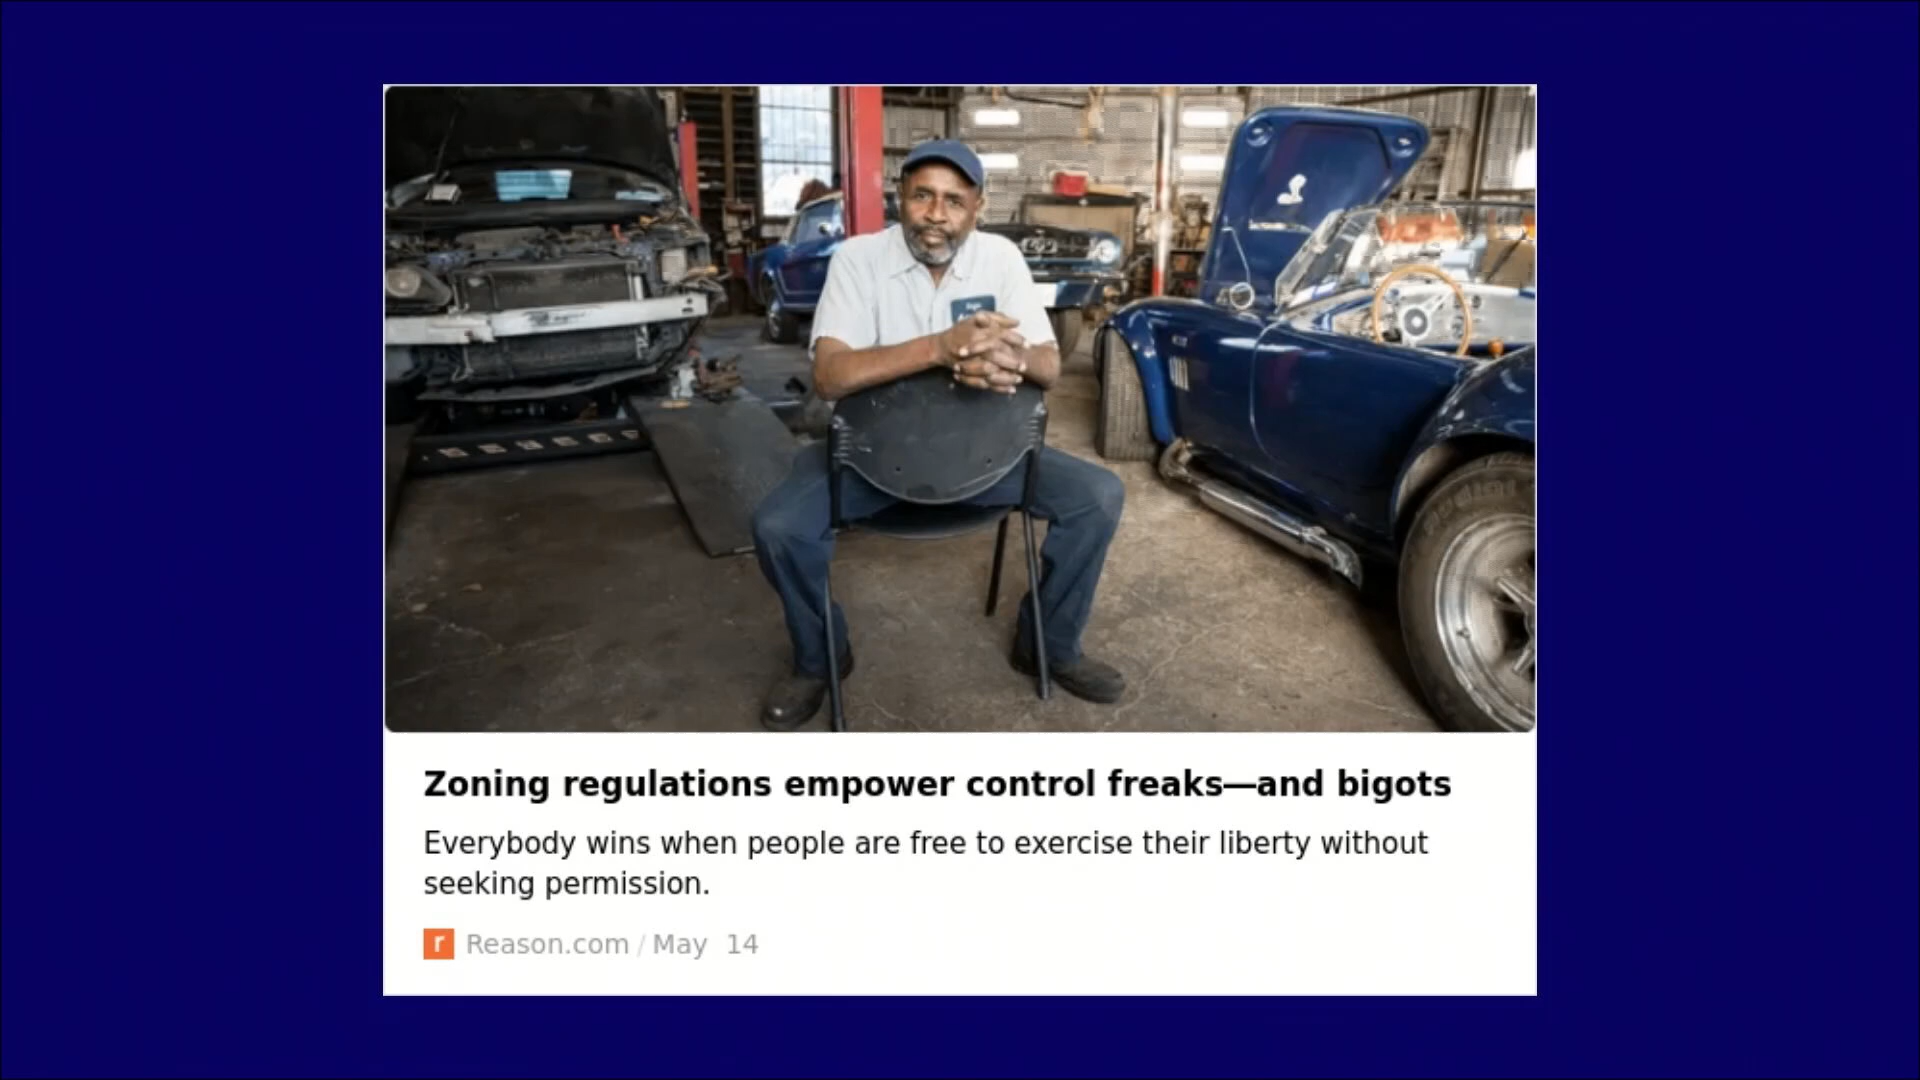 Zoning regulations empower control freaks—and bigots
Everybody wins when people are free to exercise their liberty without
seeking permission.
r Reason.com / May 14